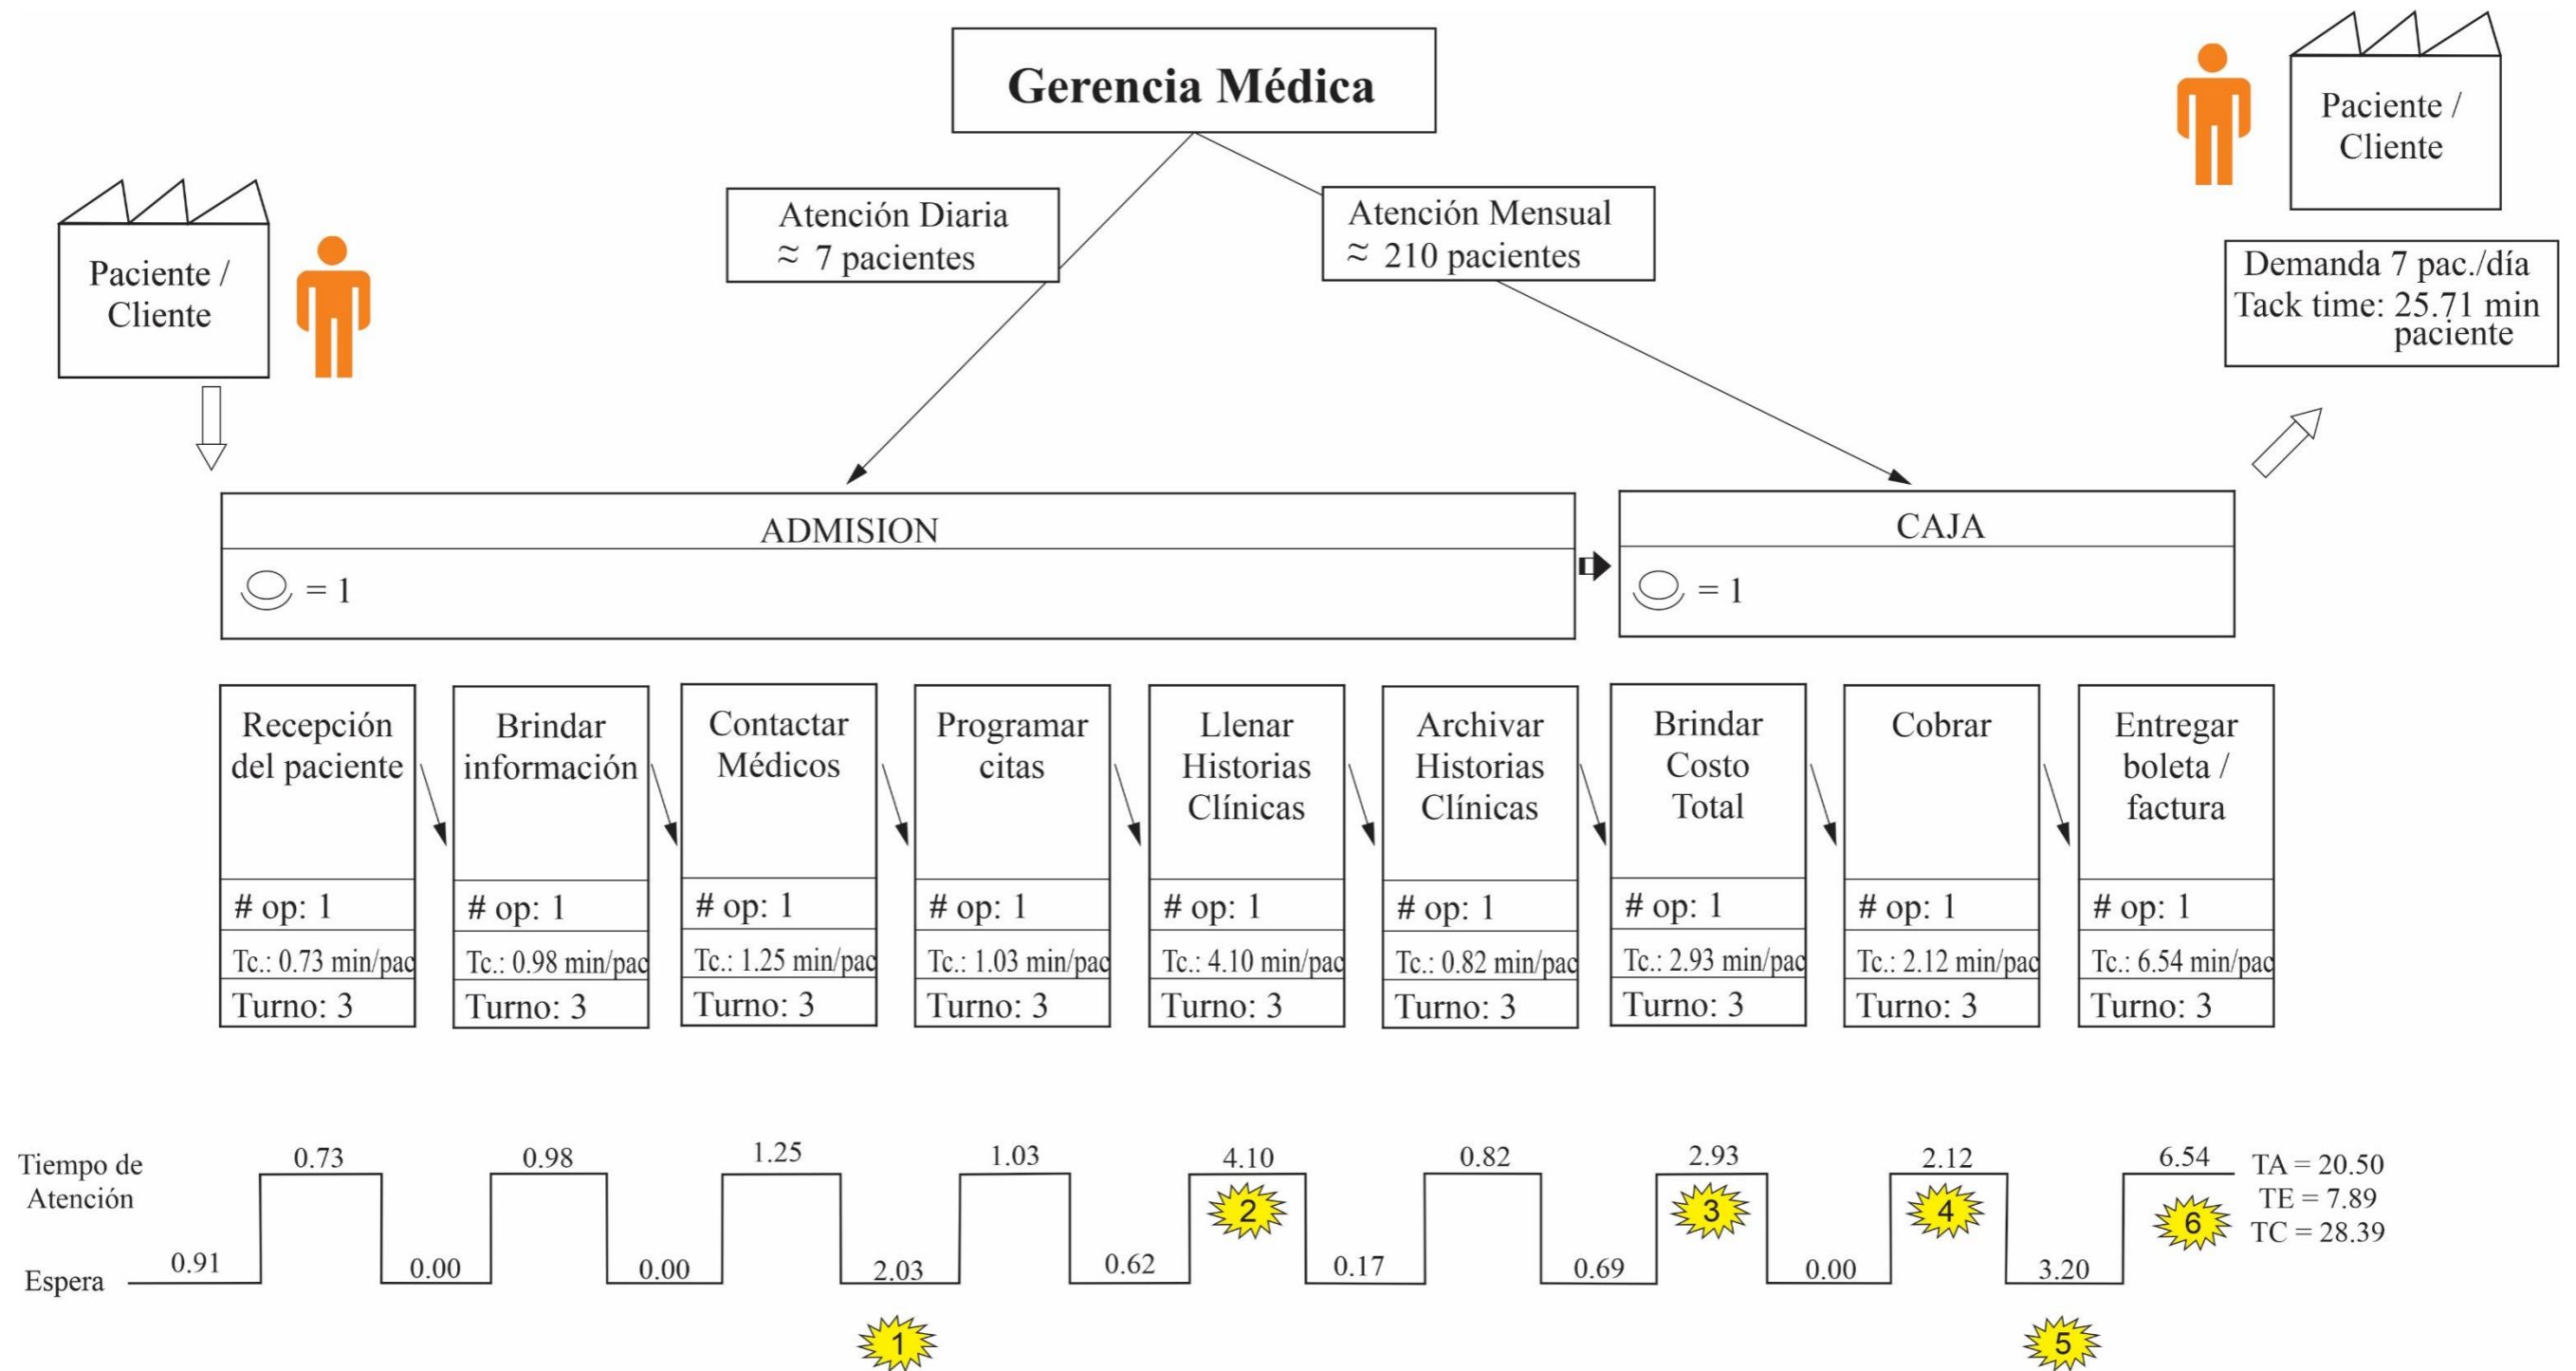 Gerencia Médica
Paciente /
Cliente
Atención Diaria
≈ 7 pacientes
Atención Mensual
≈ 210 pacientes
Paciente /
Cliente
Demanda 7 pac./día
Tack time: 25.71 min
paciente
ADMISION
= 1
CAJA
= 1
Recepción
del paciente
# op: 1
Tc.: 0.73 min/pac
Turno: 3
Brindar
información
# op: 1
Tc.: 0.98 min/pac
Turno: 3
Contactar
Médicos
# op: 1
Tc.: 1.25 min/pac
Turno: 3
Programar
citas
# op: 1
Tc.: 1.03 min/pac
Turno: 3
Llenar
Historias
Clínicas
# op: 1
Tc.: 4.10 min/pac
Turno: 3
Archivar
Historias
Clínicas
# op: 1
Tc.: 0.82 min/pac
Turno: 3
Brindar
Costo
Total
# op: 1
Tc.: 2.93 min/pac
Turno: 3
Cobrar
# op: 1
Tc.: 2.12 min/pac
Turno: 3
Entregar
boleta /
factura
# op: 1
Tc.: 6.54 min/pac
Turno: 3
Tiempo de
Atención
0.73
0.98
1.25
1.03
4.10
0.82
2.93
2.12
6.54
TA = 20.50
TE = 7.89
TC = 28.39
2
3
4
6
Espera
0.91
0.00
0.00
2.03
0.62
0.17
0.69
0.00
3.20
1
5